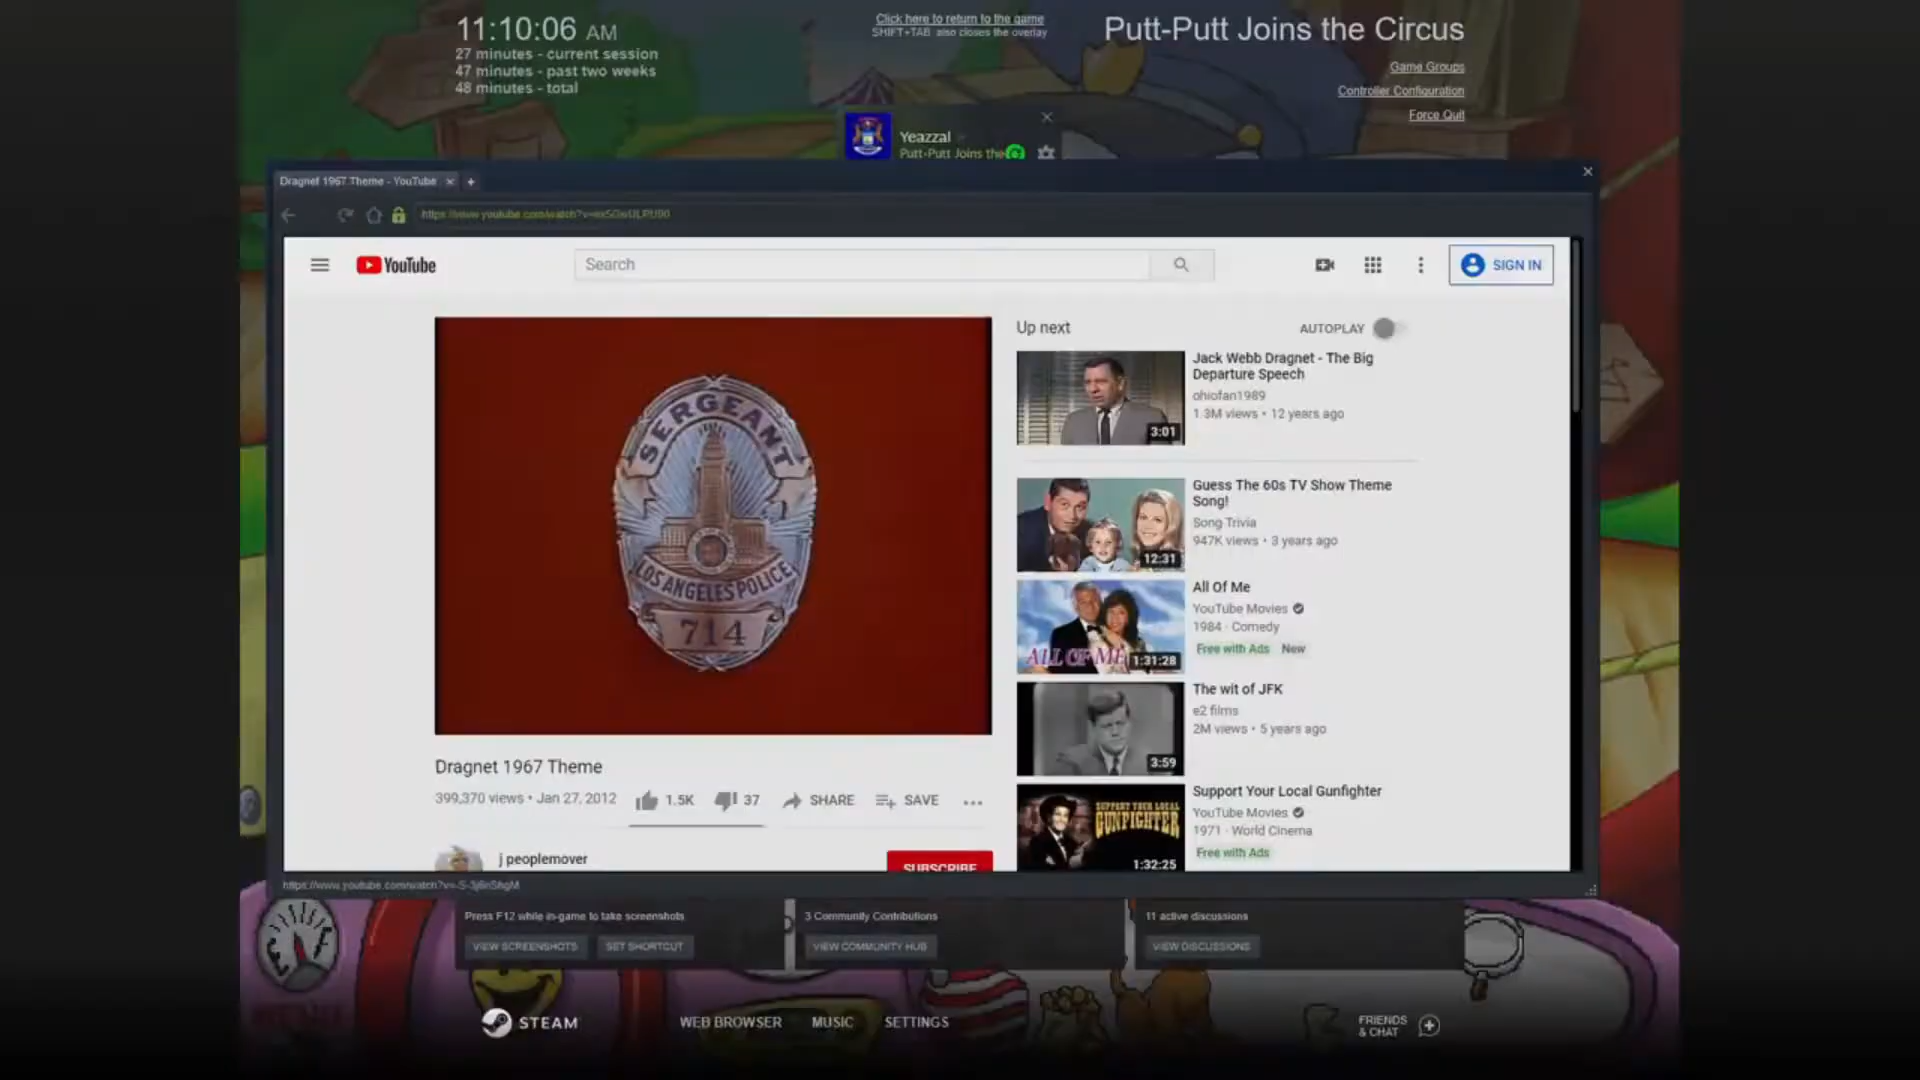 11:10:06 AM
27 minutes - current session
47 minutes - past two weeks
48 minutes - total
Click here to return to the game
SHIFT+TAB also closes the overlay
Putt-Putt Joins the Circus
Game Groups
Controller Configuration
Force Quit
Yeazzal
Putt-Putt Joins the
Dragnet 1967 Theme - YouTube
YouTube
Search
SIGN IN
SERGEANT
LOS ANGELES POLICE
714
Dragnet 1967 Theme
399,370 views • Jan 27, 2012
1.5K
37
SHARE
SAVE
j peoplemover
SUBSCRIBE
Up next
AUTOPLAY
3:01
Jack Webb Dragnet - The Big
Departure Speech
ohiofan1989
1.3M views • 12 years ago
12:31
Guess The 60s TV Show Theme
Song!
Song Trivia
947K views • 3 years ago
ALL OF ME
1:31:28
All Of Me
YouTube Movies
1984 · Comedy
Free with Ads New
3:59
The wit of JFK
e2 films
2M views • 5 years ago
SUPPORT YOUR LOCAL
GUNFIGHTER
1:32:25
Support Your Local Gunfighter
YouTube Movies
1971 · World Cinema
Free with Ads
Press F12 while in-game to take screenshots
VIEW SCREENSHOTS
SET SHORTCUT
3 Community Contributions
VIEW COMMUNITY HUB
11 active discussions
VIEW DISCUSSIONS
STEAM
WEB BROWSER
MUSIC
SETTINGS
FRIENDS
& CHAT